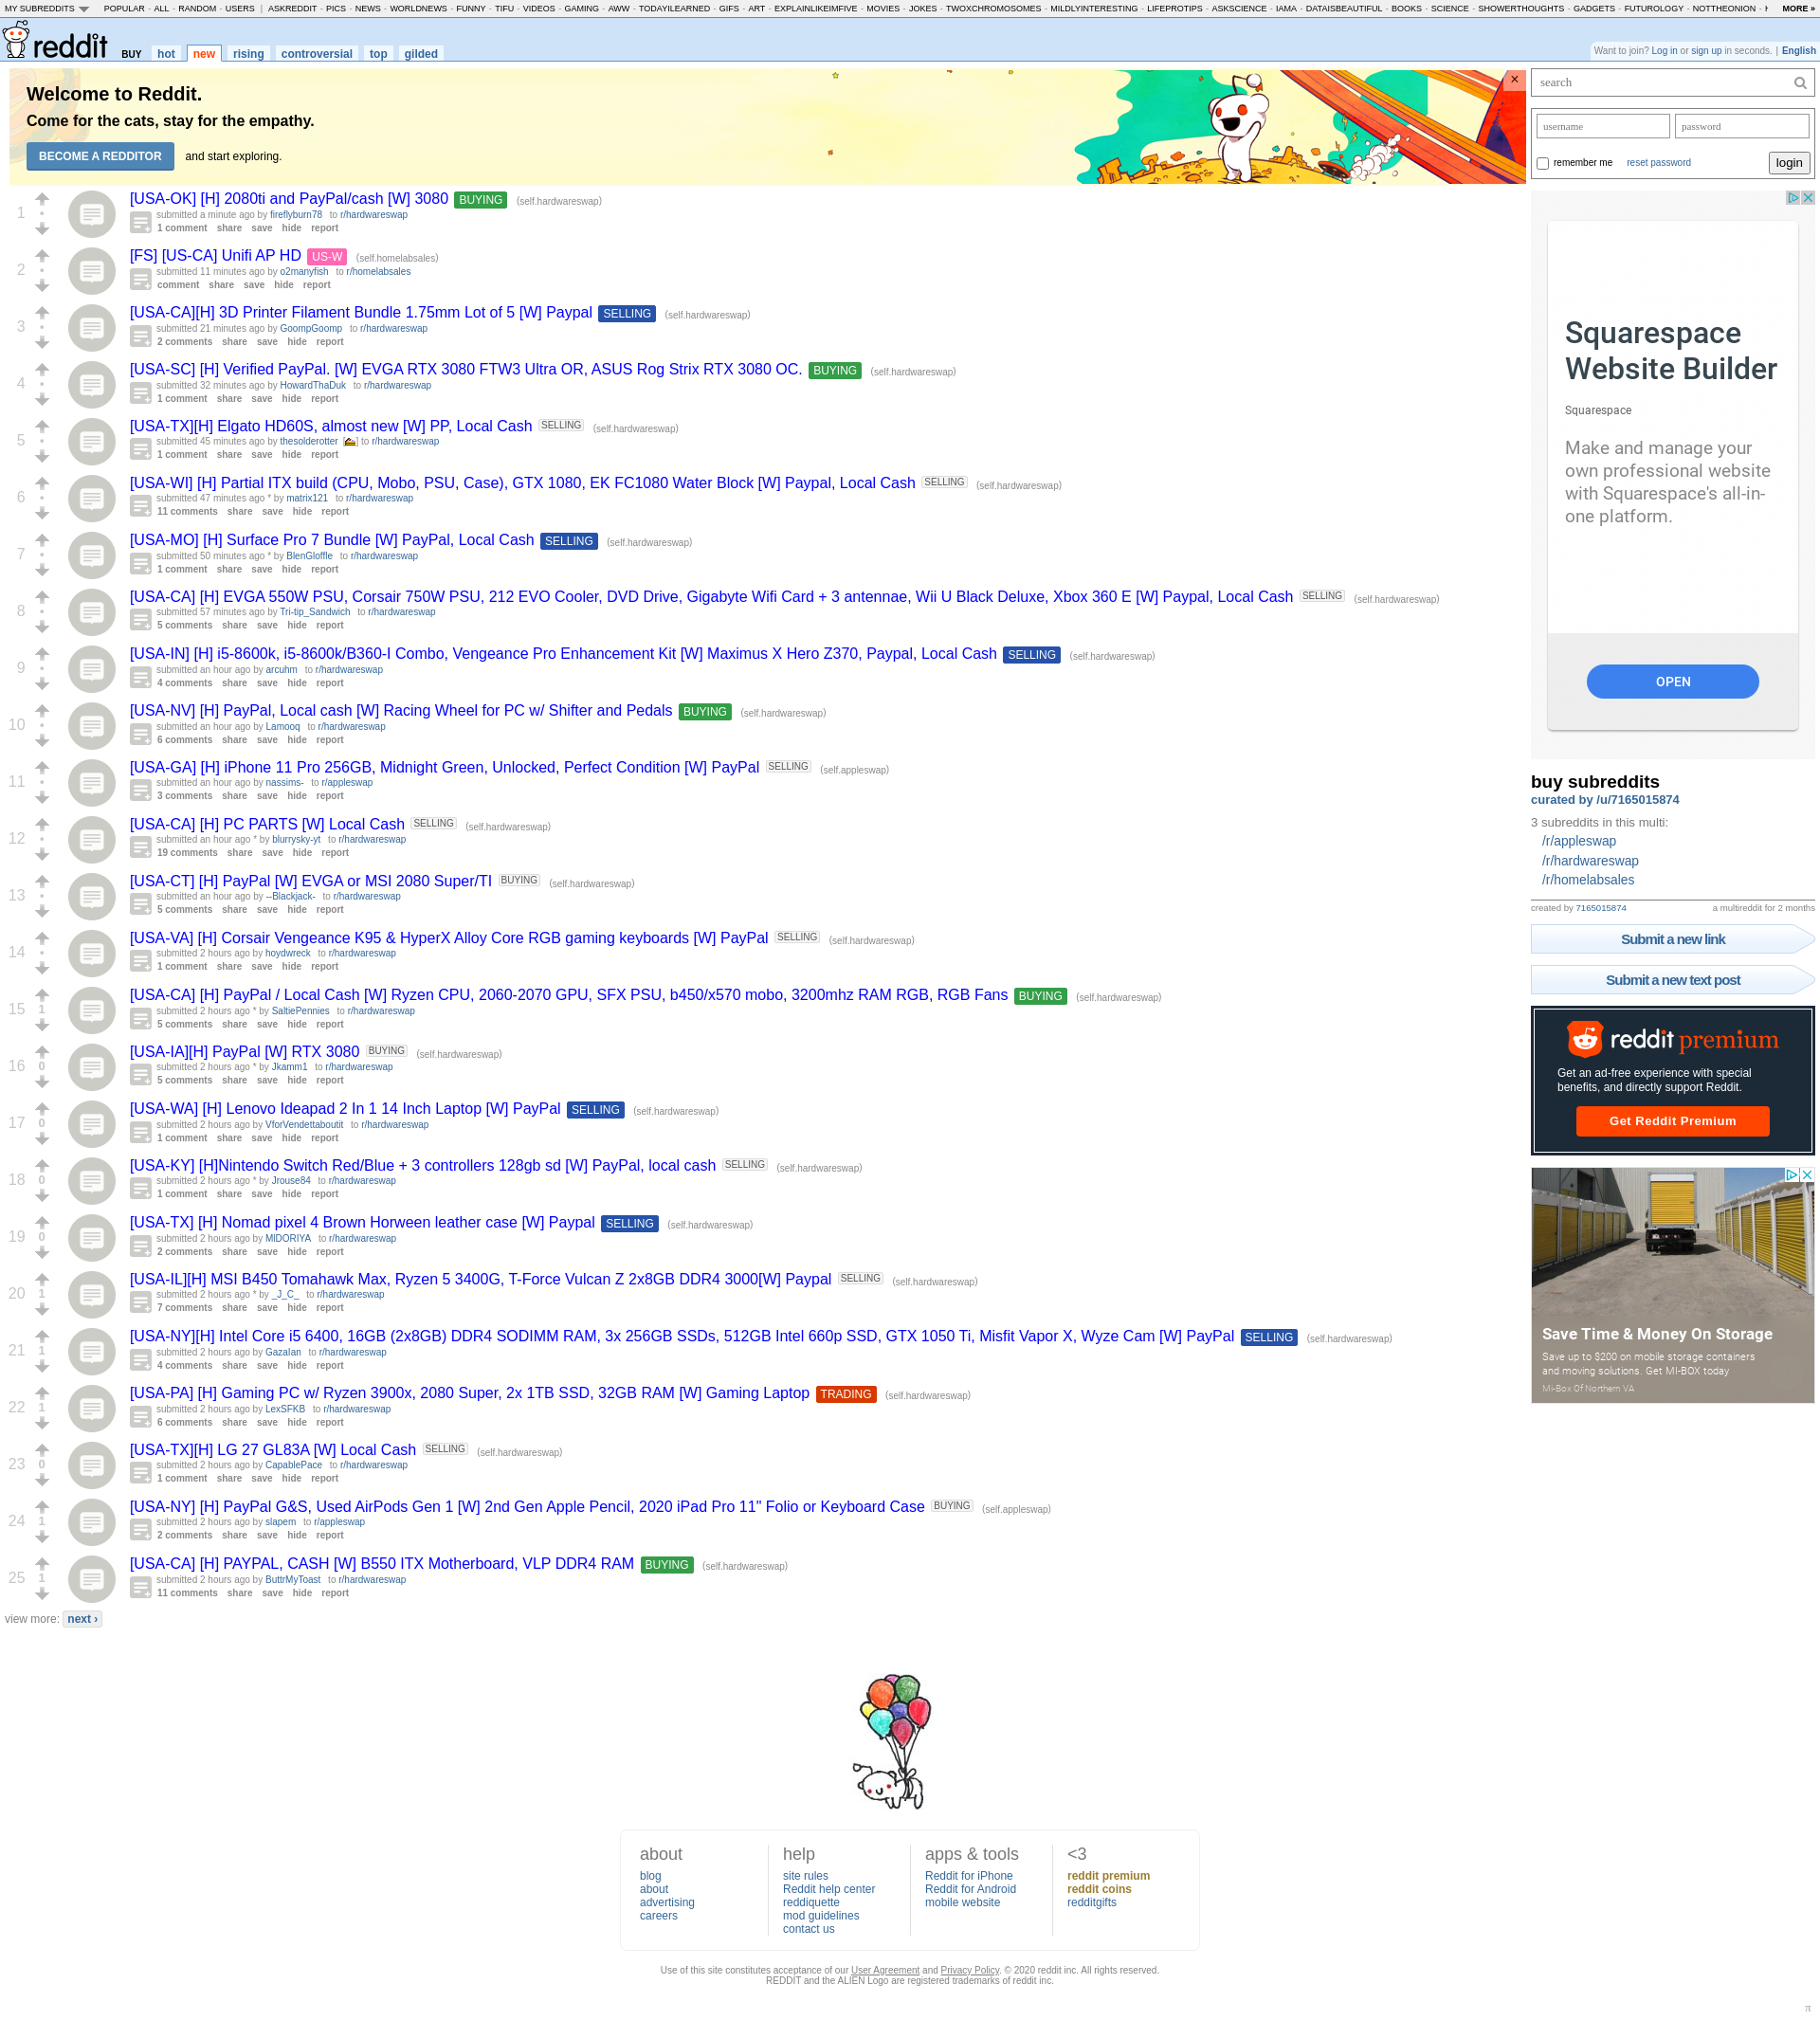 MY SUBREDDITS POPULAR - ALL - RANDOM - USERS | ASKREDDIT - PICS - NEWS - WORLDNEWS - FUNNY - TIFU - VIDEOS - GAMING - AWW - TODAYILEARNED - GIFS - ART - EXPLAINLIKEIMFIVE - MOVIES - JOKES - TWOXCHROMOSOMES - MILDLYINTERESTING - LIFEPROTIPS - ASKSCIENCE - IAMA - DATAISBEAUTIFUL - BOOKS - SCIENCE - SHOWERTHOUGHTS - GADGETS - FUTUROLOGY - NOTTHEONION - MORE »
reddit BUY hot new rising controversial top gilded
Want to join? Log in or sign up in seconds. | English
Welcome to Reddit.
Come for the cats, stay for the empathy.
BECOME A REDDITOR and start exploring.
×
1 [USA-OK] [H] 2080ti and PayPal/cash [W] 3080 BUYING (self.hardwareswap)
submitted a minute ago by fireflyburn78 to r/hardwareswap
1 comment share save hide report
2 [FS] [US-CA] Unifi AP HD US-W (self.homelabsales)
submitted 11 minutes ago by o2manyfish to r/homelabsales
comment share save hide report
3 [USA-CA][H] 3D Printer Filament Bundle 1.75mm Lot of 5 [W] Paypal SELLING (self.hardwareswap)
submitted 21 minutes ago by GoompGoomp to r/hardwareswap
2 comments share save hide report
4 [USA-SC] [H] Verified PayPal. [W] EVGA RTX 3080 FTW3 Ultra OR, ASUS Rog Strix RTX 3080 OC. BUYING (self.hardwareswap)
submitted 32 minutes ago by HowardThaDuk to r/hardwareswap
1 comment share save hide report
5 [USA-TX][H] Elgato HD60S, almost new [W] PP, Local Cash SELLING (self.hardwareswap)
submitted 45 minutes ago by thesolderotter [] to r/hardwareswap
1 comment share save hide report
6 [USA-WI] [H] Partial ITX build (CPU, Mobo, PSU, Case), GTX 1080, EK FC1080 Water Block [W] Paypal, Local Cash SELLING (self.hardwareswap)
submitted 47 minutes ago * by matrix121 to r/hardwareswap
11 comments share save hide report
7 [USA-MO] [H] Surface Pro 7 Bundle [W] PayPal, Local Cash SELLING (self.hardwareswap)
submitted 50 minutes ago * by BlenGloffle to r/hardwareswap
1 comment share save hide report
8 [USA-CA] [H] EVGA 550W PSU, Corsair 750W PSU, 212 EVO Cooler, DVD Drive, Gigabyte Wifi Card + 3 antennae, Wii U Black Deluxe, Xbox 360 E [W] Paypal, Local Cash SELLING (self.hardwareswap)
submitted 57 minutes ago by Tri-tip_Sandwich to r/hardwareswap
5 comments share save hide report
9 [USA-IN] [H] i5-8600k, i5-8600k/B360-I Combo, Vengeance Pro Enhancement Kit [W] Maximus X Hero Z370, Paypal, Local Cash SELLING (self.hardwareswap)
submitted an hour ago by arcuhm to r/hardwareswap
4 comments share save hide report
10 [USA-NV] [H] PayPal, Local cash [W] Racing Wheel for PC w/ Shifter and Pedals BUYING (self.hardwareswap)
submitted an hour ago by Lamooq to r/hardwareswap
6 comments share save hide report
11 [USA-GA] [H] iPhone 11 Pro 256GB, Midnight Green, Unlocked, Perfect Condition [W] PayPal SELLING (self.appleswap)
submitted an hour ago by nassims- to r/appleswap
3 comments share save hide report
12 [USA-CA] [H] PC PARTS [W] Local Cash SELLING (self.hardwareswap)
submitted an hour ago * by blurrysky-yt to r/hardwareswap
19 comments share save hide report
13 [USA-CT] [H] PayPal [W] EVGA or MSI 2080 Super/TI BUYING (self.hardwareswap)
submitted an hour ago by --Blackjack- to r/hardwareswap
5 comments share save hide report
14 [USA-VA] [H] Corsair Vengeance K95 & HyperX Alloy Core RGB gaming keyboards [W] PayPal SELLING (self.hardwareswap)
submitted 2 hours ago by hoydwreck to r/hardwareswap
1 comment share save hide report
15 1 [USA-CA] [H] PayPal / Local Cash [W] Ryzen CPU, 2060-2070 GPU, SFX PSU, b450/x570 mobo, 3200mhz RAM RGB, RGB Fans BUYING (self.hardwareswap)
submitted 2 hours ago * by SaltiePennies to r/hardwareswap
5 comments share save hide report
16 0 [USA-IA][H] PayPal [W] RTX 3080 BUYING (self.hardwareswap)
submitted 2 hours ago * by Jkamm1 to r/hardwareswap
5 comments share save hide report
17 0 [USA-WA] [H] Lenovo Ideapad 2 In 1 14 Inch Laptop [W] PayPal SELLING (self.hardwareswap)
submitted 2 hours ago by VforVendettaboutit to r/hardwareswap
1 comment share save hide report
18 0 [USA-KY] [H]Nintendo Switch Red/Blue + 3 controllers 128gb sd [W] PayPal, local cash SELLING (self.hardwareswap)
submitted 2 hours ago * by Jrouse84 to r/hardwareswap
1 comment share save hide report
19 0 [USA-TX] [H] Nomad pixel 4 Brown Horween leather case [W] Paypal SELLING (self.hardwareswap)
submitted 2 hours ago by MIDORIYA to r/hardwareswap
2 comments share save hide report
20 1 [USA-IL][H] MSI B450 Tomahawk Max, Ryzen 5 3400G, T-Force Vulcan Z 2x8GB DDR4 3000[W] Paypal SELLING (self.hardwareswap)
submitted 2 hours ago * by _J_C_ to r/hardwareswap
7 comments share save hide report
21 1 [USA-NY][H] Intel Core i5 6400, 16GB (2x8GB) DDR4 SODIMM RAM, 3x 256GB SSDs, 512GB Intel 660p SSD, GTX 1050 Ti, Misfit Vapor X, Wyze Cam [W] PayPal SELLING (self.hardwareswap)
submitted 2 hours ago by GazaIan to r/hardwareswap
4 comments share save hide report
22 1 [USA-PA] [H] Gaming PC w/ Ryzen 3900x, 2080 Super, 2x 1TB SSD, 32GB RAM [W] Gaming Laptop TRADING (self.hardwareswap)
submitted 2 hours ago by LexSFKB to r/hardwareswap
6 comments share save hide report
23 0 [USA-TX][H] LG 27 GL83A [W] Local Cash SELLING (self.hardwareswap)
submitted 2 hours ago by CapablePace to r/hardwareswap
1 comment share save hide report
24 1 [USA-NY] [H] PayPal G&S, Used AirPods Gen 1 [W] 2nd Gen Apple Pencil, 2020 iPad Pro 11" Folio or Keyboard Case BUYING (self.appleswap)
submitted 2 hours ago by slapem to r/appleswap
2 comments share save hide report
25 1 [USA-CA] [H] PAYPAL, CASH [W] B550 ITX Motherboard, VLP DDR4 RAM BUYING (self.hardwareswap)
submitted 2 hours ago by ButtrMyToast to r/hardwareswap
11 comments share save hide report
view more: next ›
search
username password
remember me reset password login
Squarespace
Website Builder
Squarespace
Make and manage your
own professional website
with Squarespace's all-in-
one platform.
OPEN
buy subreddits
curated by /u/7165015874
3 subreddits in this multi:
/r/appleswap
/r/hardwareswap
/r/homelabsales
created by 7165015874 a multireddit for 2 months
Submit a new link
Submit a new text post
reddit premium
Get an ad-free experience with special
benefits, and directly support Reddit.
Get Reddit Premium
Save Time & Money On Storage
Save up to $200 on mobile storage containers
and moving solutions. Get MI-BOX today
Mi-Box Of Northern VA
about
blog
about
advertising
careers
help
site rules
Reddit help center
reddiquette
mod guidelines
contact us
apps & tools
Reddit for iPhone
Reddit for Android
mobile website
<3
reddit premium
reddit coins
redditgifts
Use of this site constitutes acceptance of our User Agreement and Privacy Policy. © 2020 reddit inc. All rights reserved.
REDDIT and the ALIEN Logo are registered trademarks of reddit inc.
π